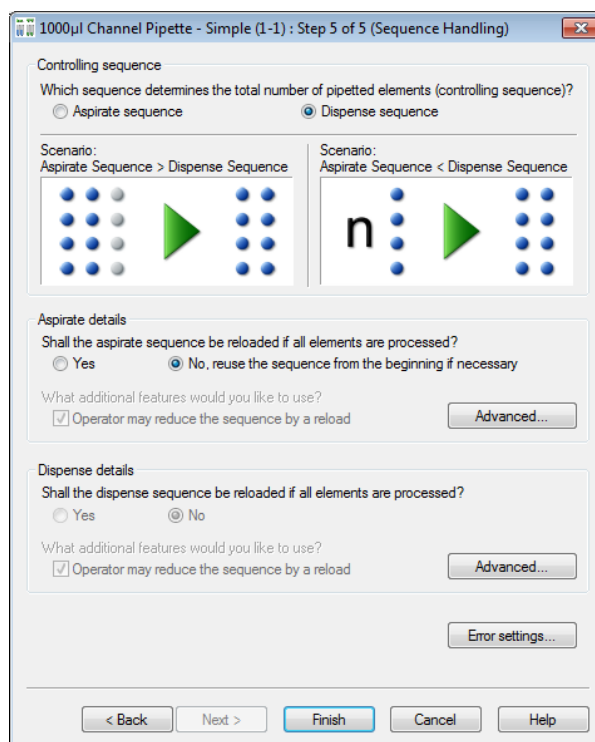 1000µl Channel Pipette - Simple (1-1) : Step 5 of 5 (Sequence Handling)
Controlling sequence
Which sequence determines the total number of pipetted elements (controlling sequence)?
Aspirate sequence Dispense sequence
Scenario:
Aspirate Sequence > Dispense Sequence
Scenario:
Aspirate Sequence < Dispense Sequence
n
Aspirate details
Shall the aspirate sequence be reloaded if all elements are processed?
Yes No, reuse the sequence from the beginning if necessary
What additional features would you like to use?
Operator may reduce the sequence by a reload Advanced...
Dispense details
Shall the dispense sequence be reloaded if all elements are processed?
Yes No
What additional features would you like to use?
Operator may reduce the sequence by a reload Advanced...
Error settings...
< Back Next > Finish Cancel Help